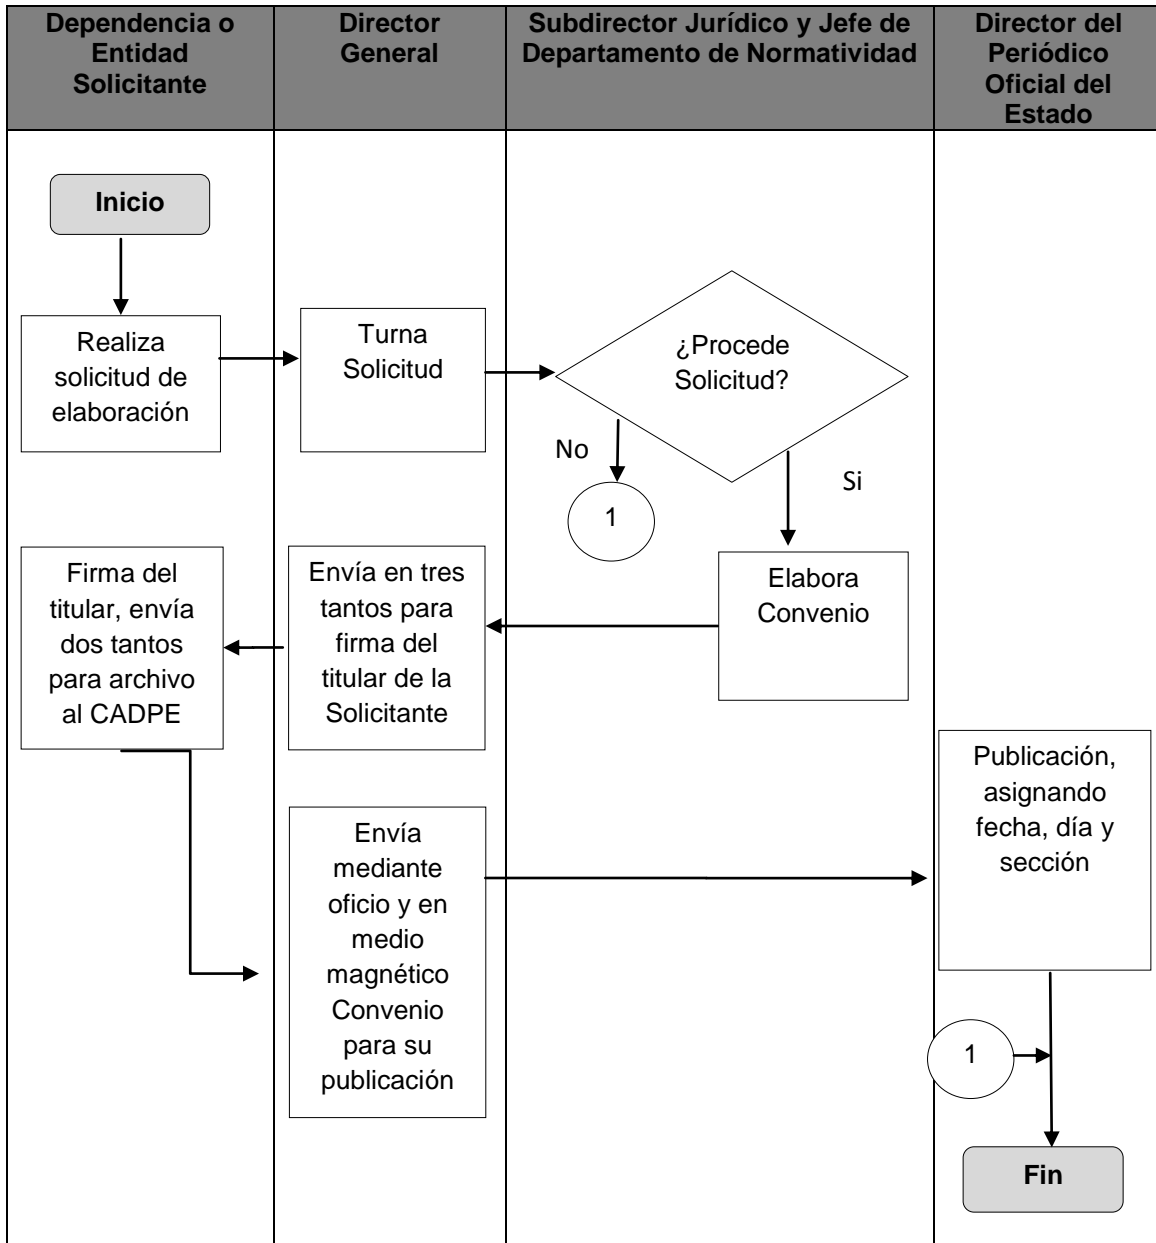 Dependencia o
Entidad
Solicitante
Director
General
Subdirector Jurídico y Jefe de
Departamento de Normatividad
Director del
Periódico
Oficial del
Estado
Inicio
Realiza
solicitud de
elaboración
Turna
Solicitud
¿Procede
Solicitud?
No
1
Si
Elabora
Convenio
Envía en tres
tantos para
firma del
titular de la
Solicitante
Firma del
titular, envía
dos tantos
para archivo
al CADPE
Envía
mediante
oficio y en
medio
magnético
Convenio
para su
publicación
Publicación,
asignando
fecha, día y
sección
1
Fin